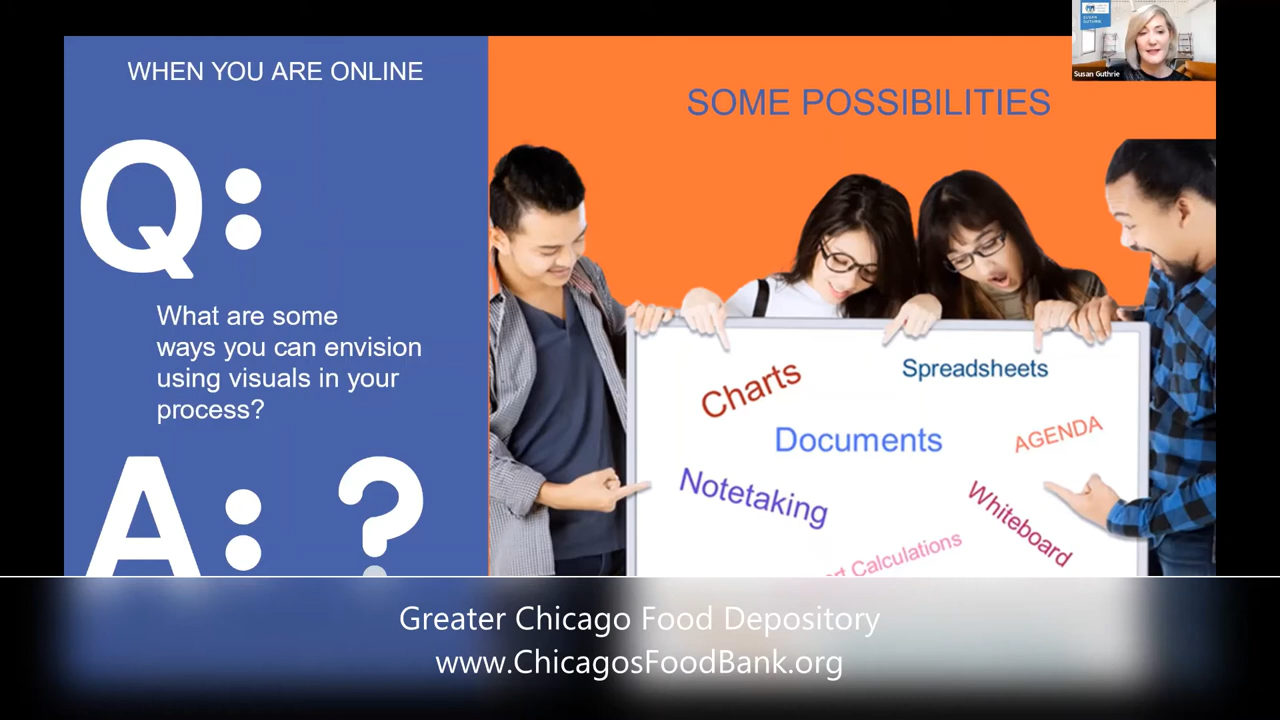 WHEN YOU ARE ONLINE
Q:
What are some
ways you can envision
using visuals in your
process?
A: ?
SOME POSSIBILITIES
Charts
Spreadsheets
Documents
AGENDA
Notetaking
Whiteboard
Calculations
Susan Guthrie
Greater Chicago Food Depository
www.ChicagosFoodBank.org